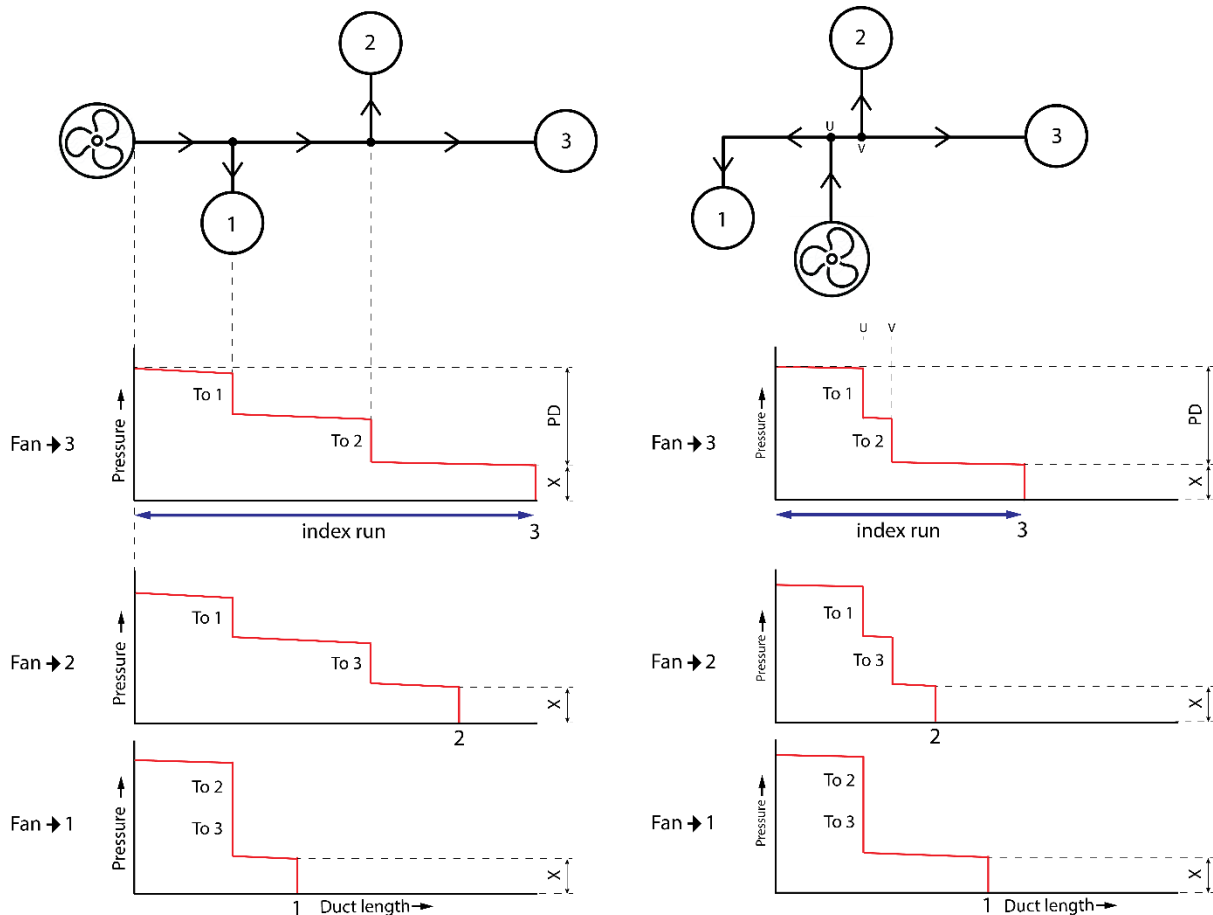 2
3
1
2
U
V
3
1
To 1
To 2
PD
X
Pressure
Fan → 3
index run
3
U V
To 1
To 2
PD
X
Pressure
Fan → 3
index run
3
To 1
To 3
X
Pressure
Fan → 2
2
To 1
To 3
X
Pressure
Fan → 2
2
To 2
To 3
X
Pressure
Fan → 1
1 Duct length
To 2
To 3
X
Pressure
Fan → 1
1 Duct length